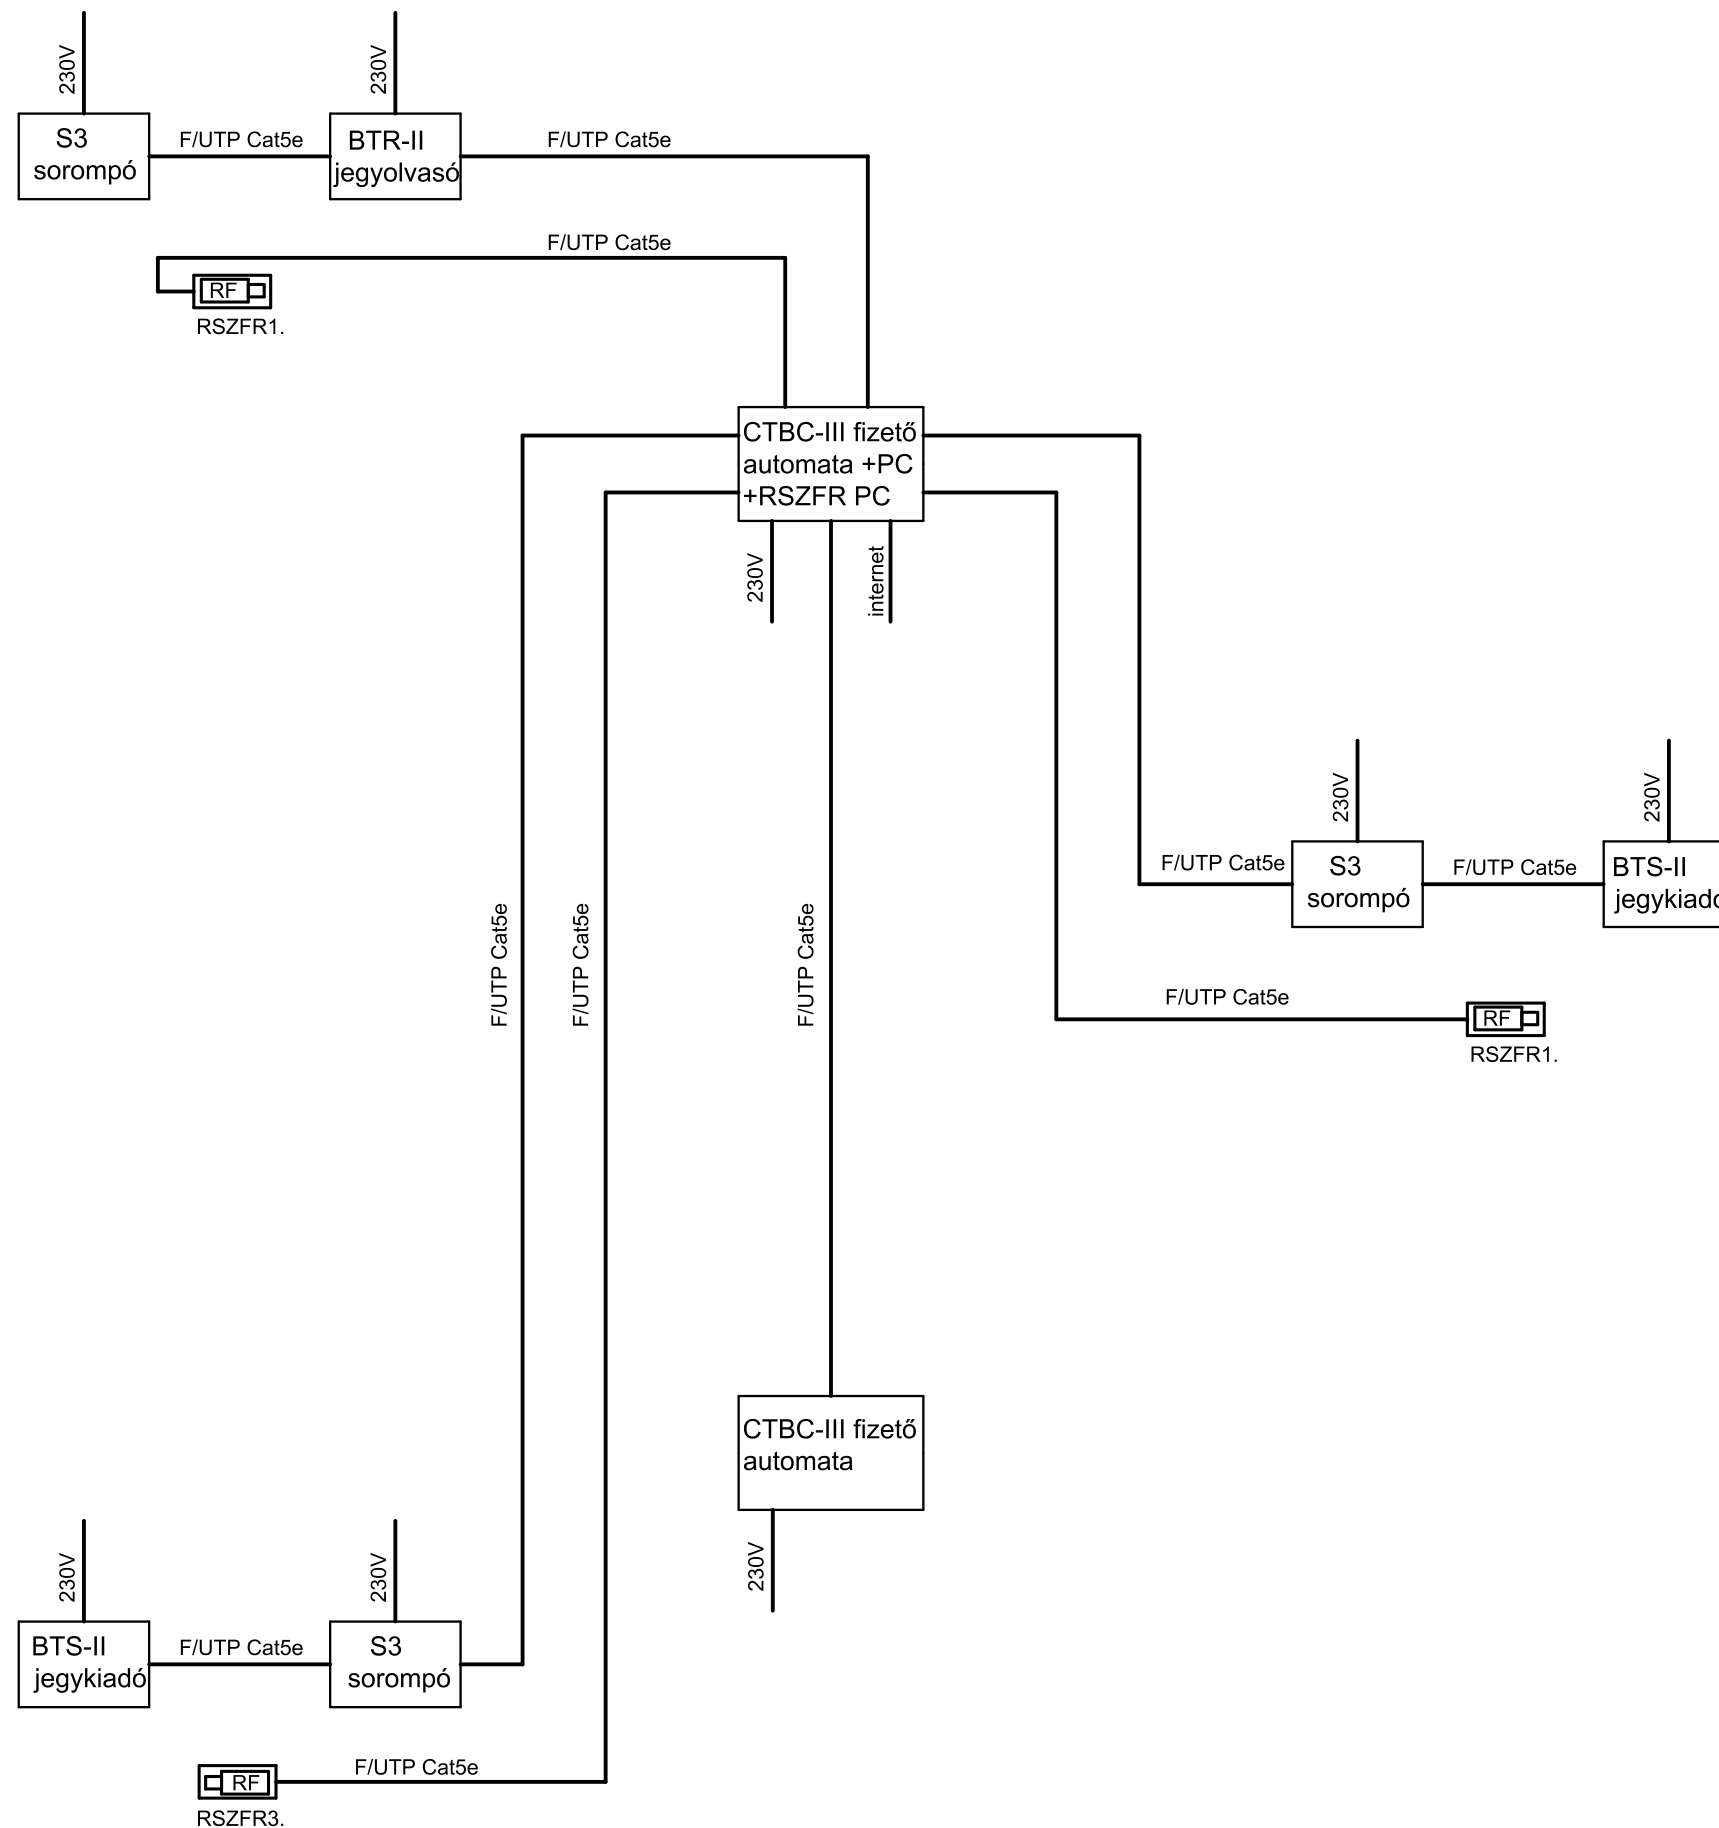 230V
230V
S3
sorompó
F/UTP Cat5e
BTR-II
jegyolvasó
F/UTP Cat5e
F/UTP Cat5e
RF
RSZFR1.
CTBC-III fizető
automata +PC
+RSZFR PC
230V
internet
230V
230V
F/UTP Cat5e
S3
sorompó
F/UTP Cat5e
BTS-II
jegykiadó
F/UTP Cat5e
F/UTP Cat5e
F/UTP Cat5e
F/UTP Cat5e
RF
RSZFR1.
CTBC-III fizető
automata
230V
230V
230V
BTS-II
jegykiadó
F/UTP Cat5e
S3
sorompó
F/UTP Cat5e
RF
RSZFR3.